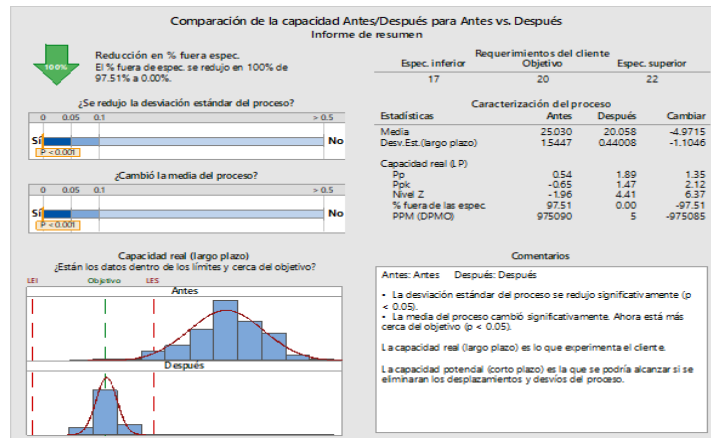 Comparación de la capacidad Antes/Después para Antes vs. Después
Informe de resumen
100%
Reducción en % fuera espec.
El % fuera de espec. se redujo en 100% de
97.51% a 0.00%.
Requerimientos del cliente
Espec. inferior Objetivo Espec. superior
17 20 22
¿Se redujo la desviación estándar del proceso?
0 0.05 0.1 > 0.5
Sí No
P < 0.001
¿Cambió la media del proceso?
0 0.05 0.1 > 0.5
Sí No
P < 0.001
Caracterización del proceso
Estadísticas Antes Después Cambiar
Media 25.030 20.058 -4.9715
Desv.Est.(largo plazo) 1.5447 0.44008 -1.1046
Capacidad real (LP)
Pp 0.54 1.89 1.35
Ppk -0.65 1.47 2.12
Nivel Z -1.96 4.41 6.37
% fuera de las espec. 97.51 0.00 -97.51
PPM (DPMO) 975090 5 -975085
Capacidad real (largo plazo)
¿Están los datos dentro de los límites y cerca del objetivo?
LEI Objetivo LES
Antes
Después
Comentarios
Antes: Antes Después: Después
• La desviación estándar del proceso se redujo significativamente (p
< 0.05).
• La media del proceso cambió significativamente. Ahora está más
cerca del objetivo (p < 0.05).
La capacidad real (largo plazo) es lo que experimenta el cliente.
La capacidad potencial (corto plazo) es la que se podría alcanzar si se
eliminaran los desplazamientos y desvíos del proceso.